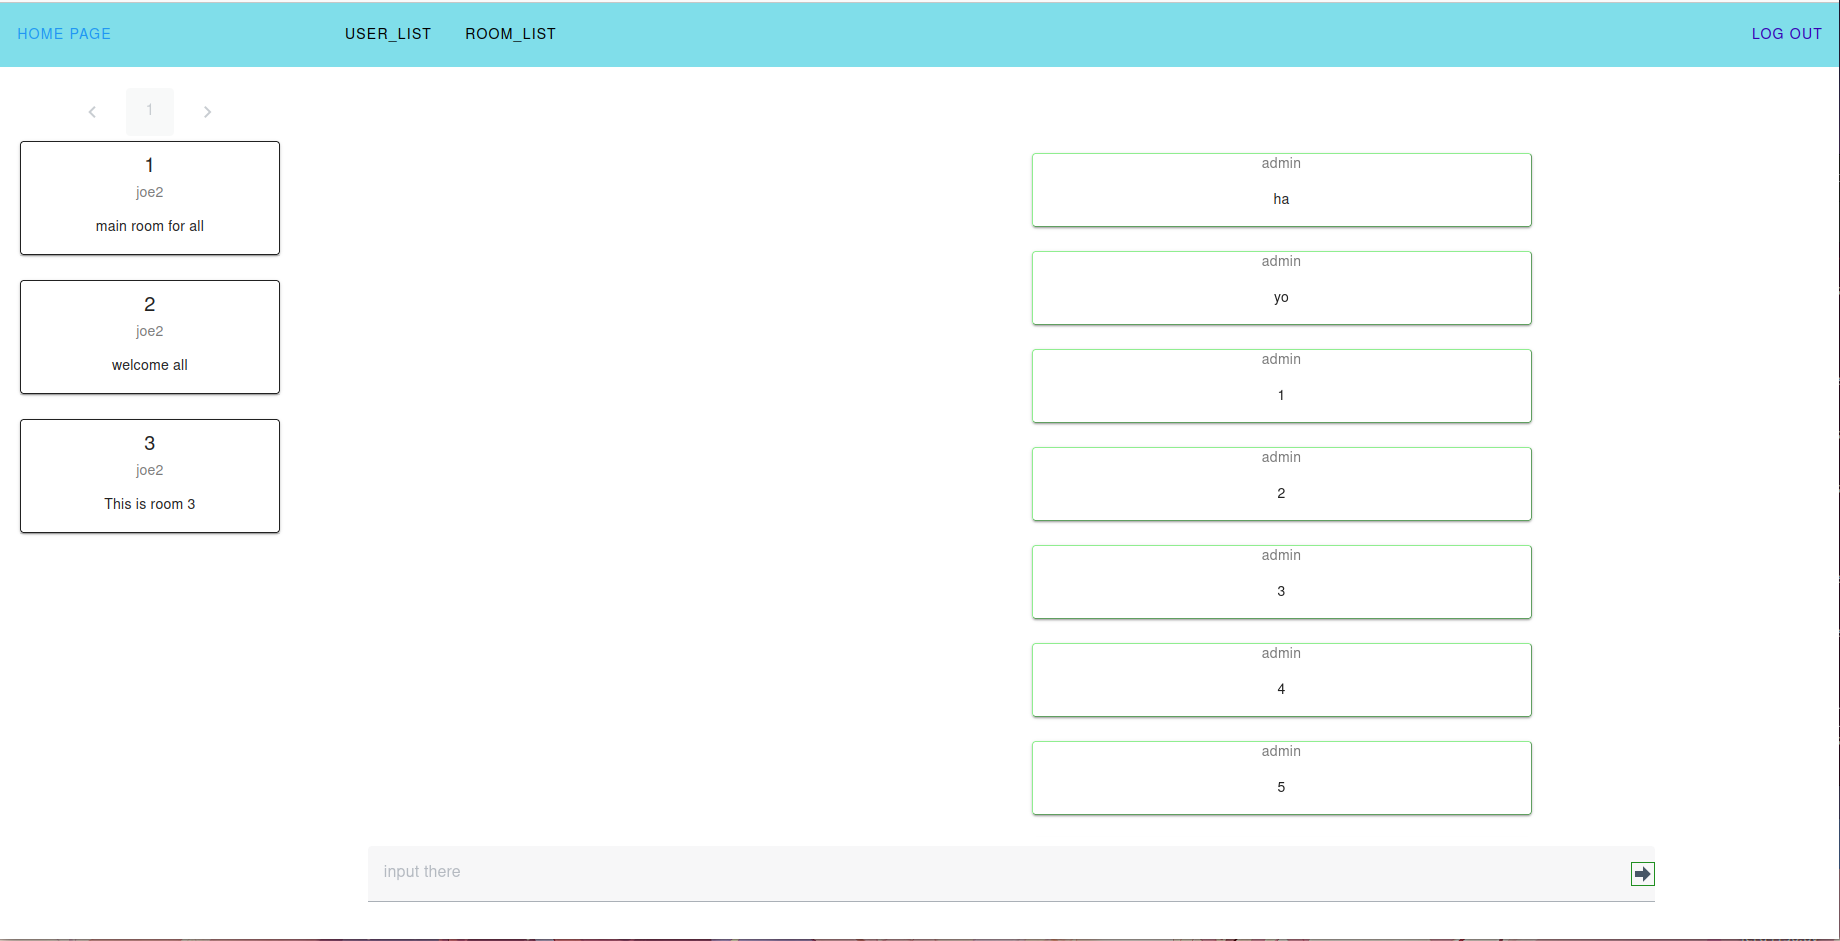 HOME PAGE USER_LIST ROOM_LIST LOG OUT
1
1
joe2
main room for all
2
joe2
welcome all
3
joe2
This is room 3
admin
ha
admin
yo
admin
1
admin
2
admin
3
admin
4
admin
5
input there